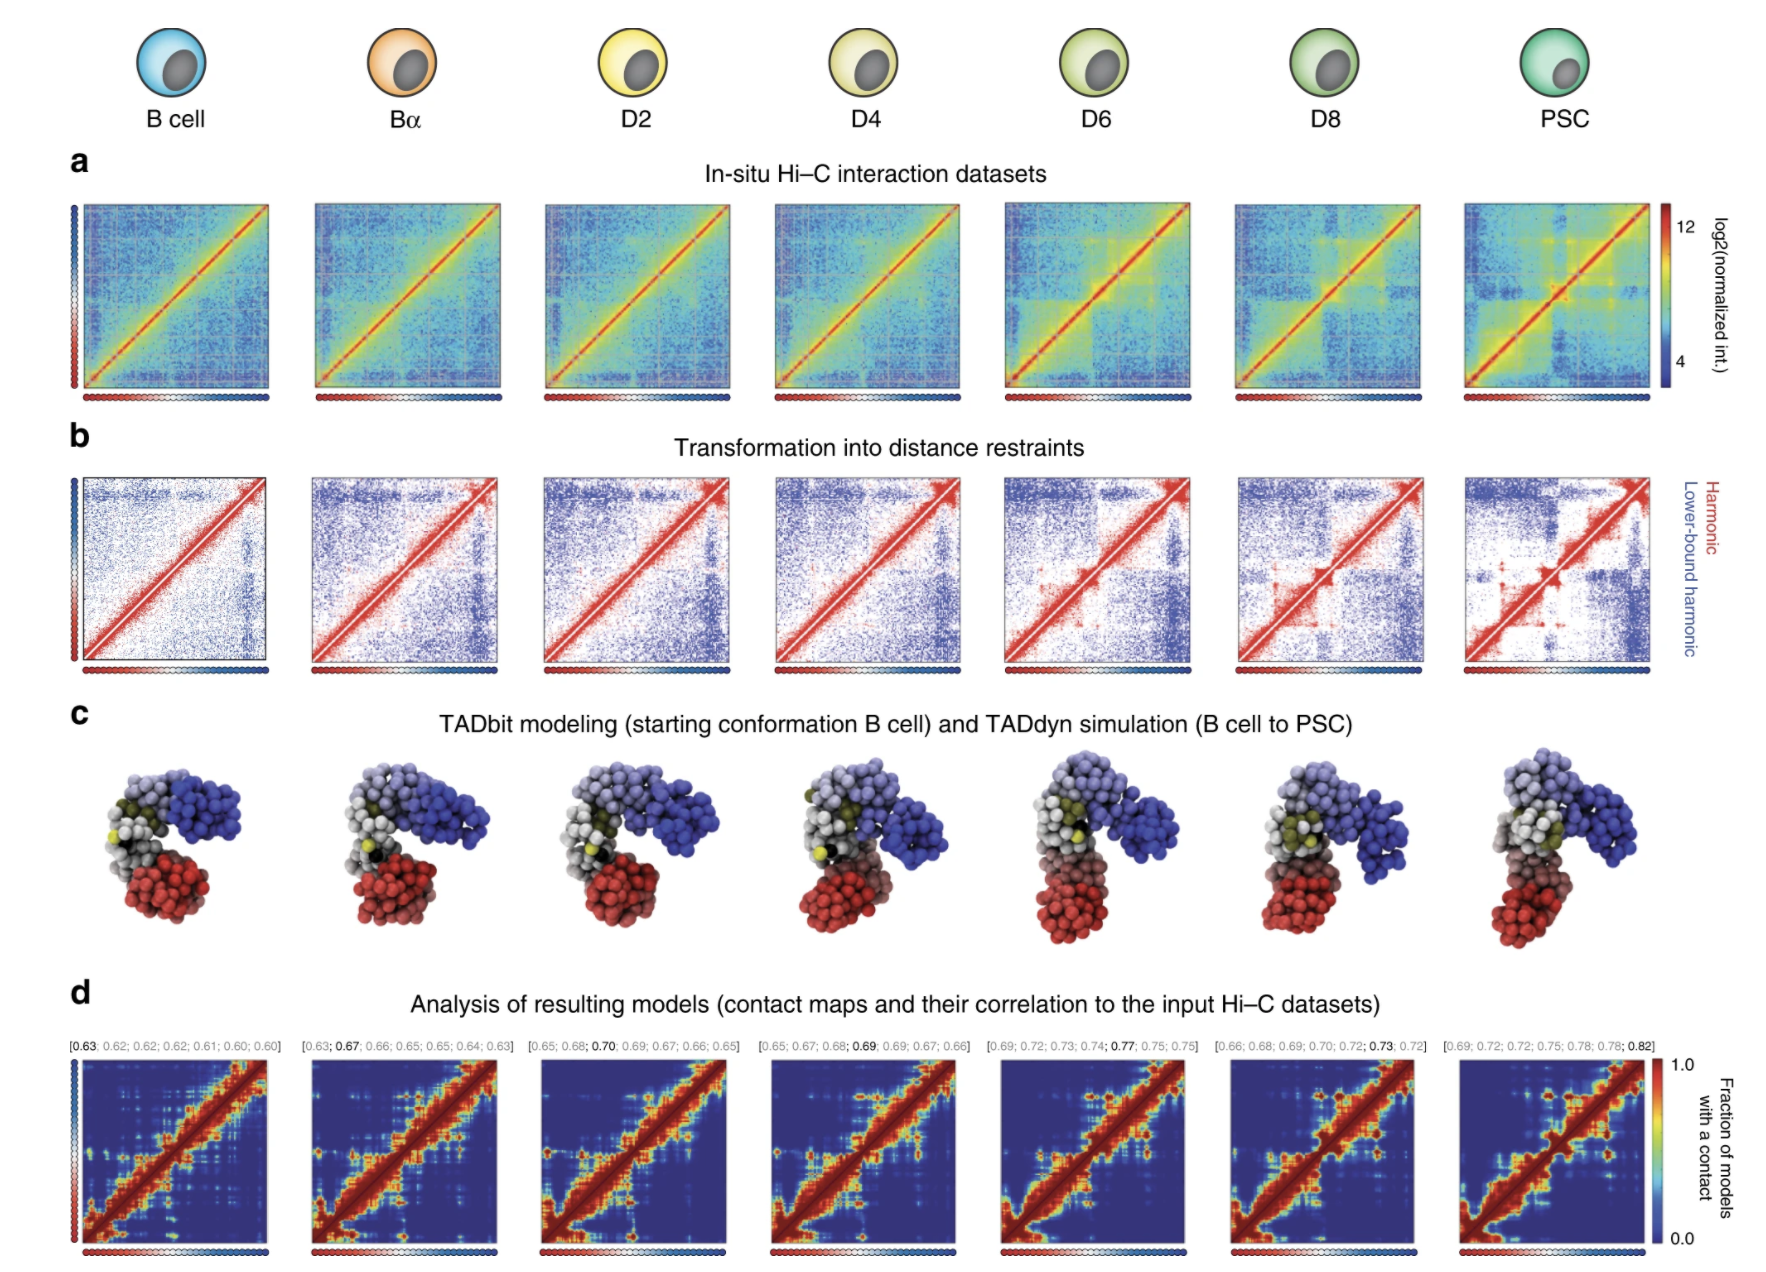 B cell
Bα
D2
D4
D6
D8
PSC
a
In-situ Hi–C interaction datasets
12
4
log2(normalized int.)
b
Transformation into distance restraints
Harmonic
Lower-bound harmonic
c
TADbit modeling (starting conformation B cell) and TADdyn simulation (B cell to PSC)
d
Analysis of resulting models (contact maps and their correlation to the input Hi–C datasets)
[0.63; 0.62; 0.62; 0.62; 0.61; 0.60; 0.60]
[0.63; 0.67; 0.66; 0.65; 0.65; 0.64; 0.63]
[0.65; 0.68; 0.70; 0.69; 0.67; 0.66; 0.65]
[0.65; 0.67; 0.68; 0.69; 0.69; 0.67; 0.66]
[0.69; 0.72; 0.73; 0.74; 0.77; 0.75; 0.75]
[0.66; 0.68; 0.69; 0.70; 0.72; 0.73; 0.72]
[0.69; 0.72; 0.72; 0.75; 0.78; 0.78; 0.82]
1.0
0.0
Fraction of models
with a contact